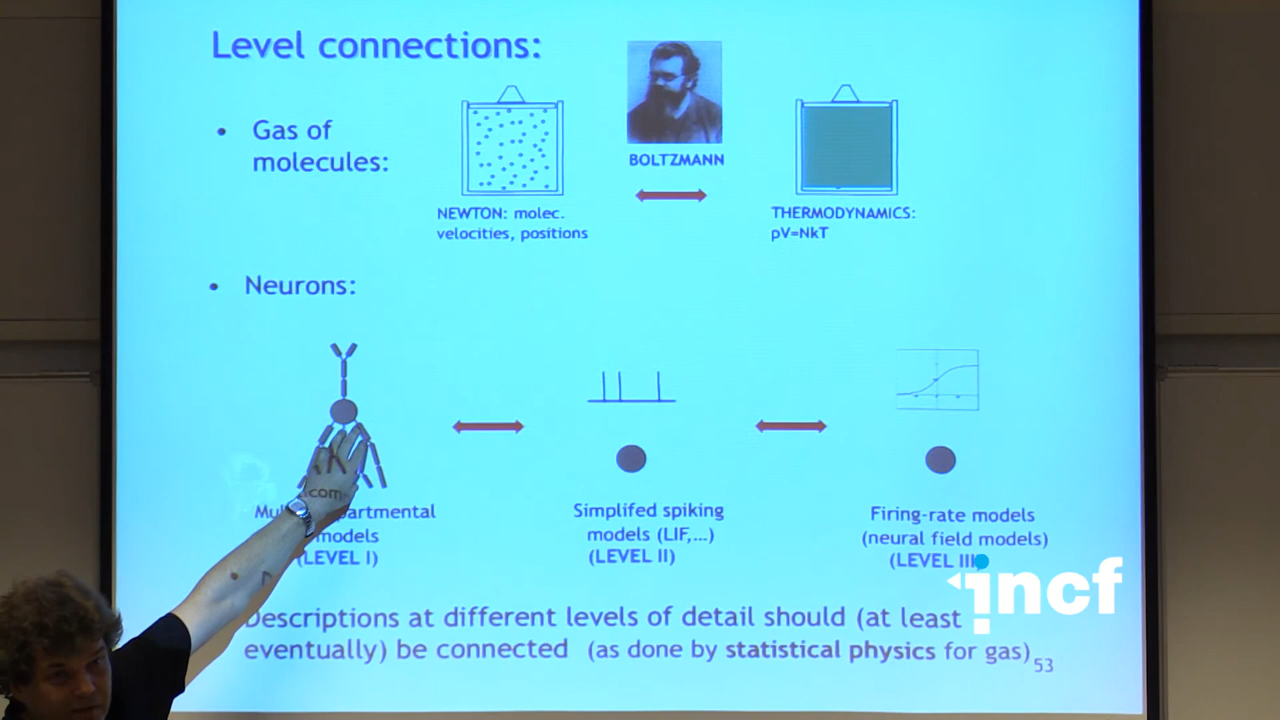 Level connections:
• Gas of
molecules:
BOLTZMANN
NEWTON: molec.
velocities, positions
THERMODYNAMICS:
pV=NkT
• Neurons:
models
(LEVEL I)
Simplifed spiking
models (LIF,...)
(LEVEL II)
Firing-rate models
(neural field models)
(LEVEL III)
incf
Descriptions at different levels of detail should (at least
eventually) be connected (as done by statistical physics for gas)
53